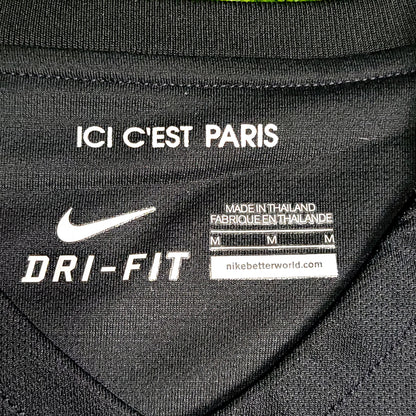 ICI C'EST PARIS
MADE IN THAILAND
FABRIQUE EN THAILANDE
M M M
DRI-FIT
nikebetterworld.com